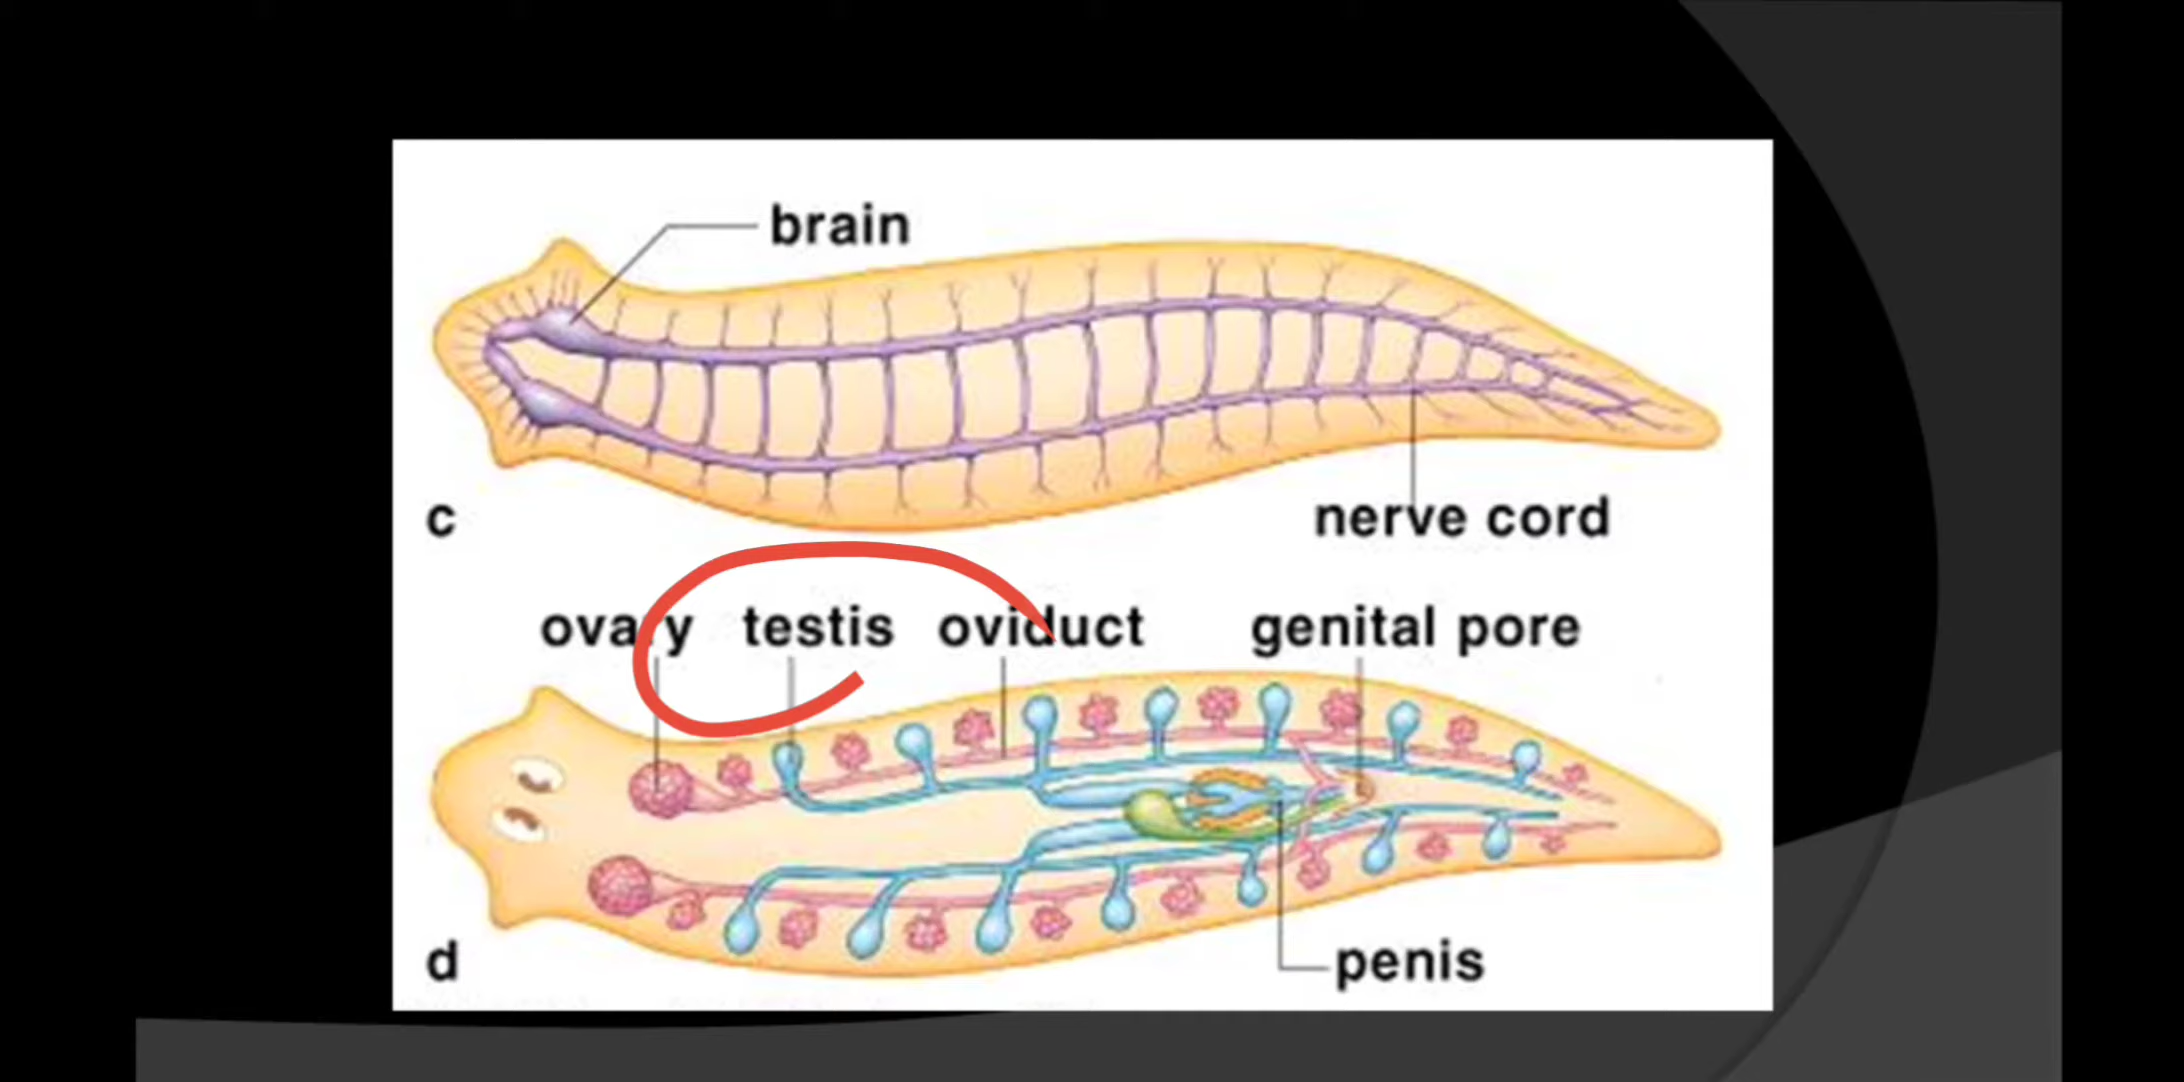 brain
c
nerve cord
ovary testis oviduct genital pore
d
penis